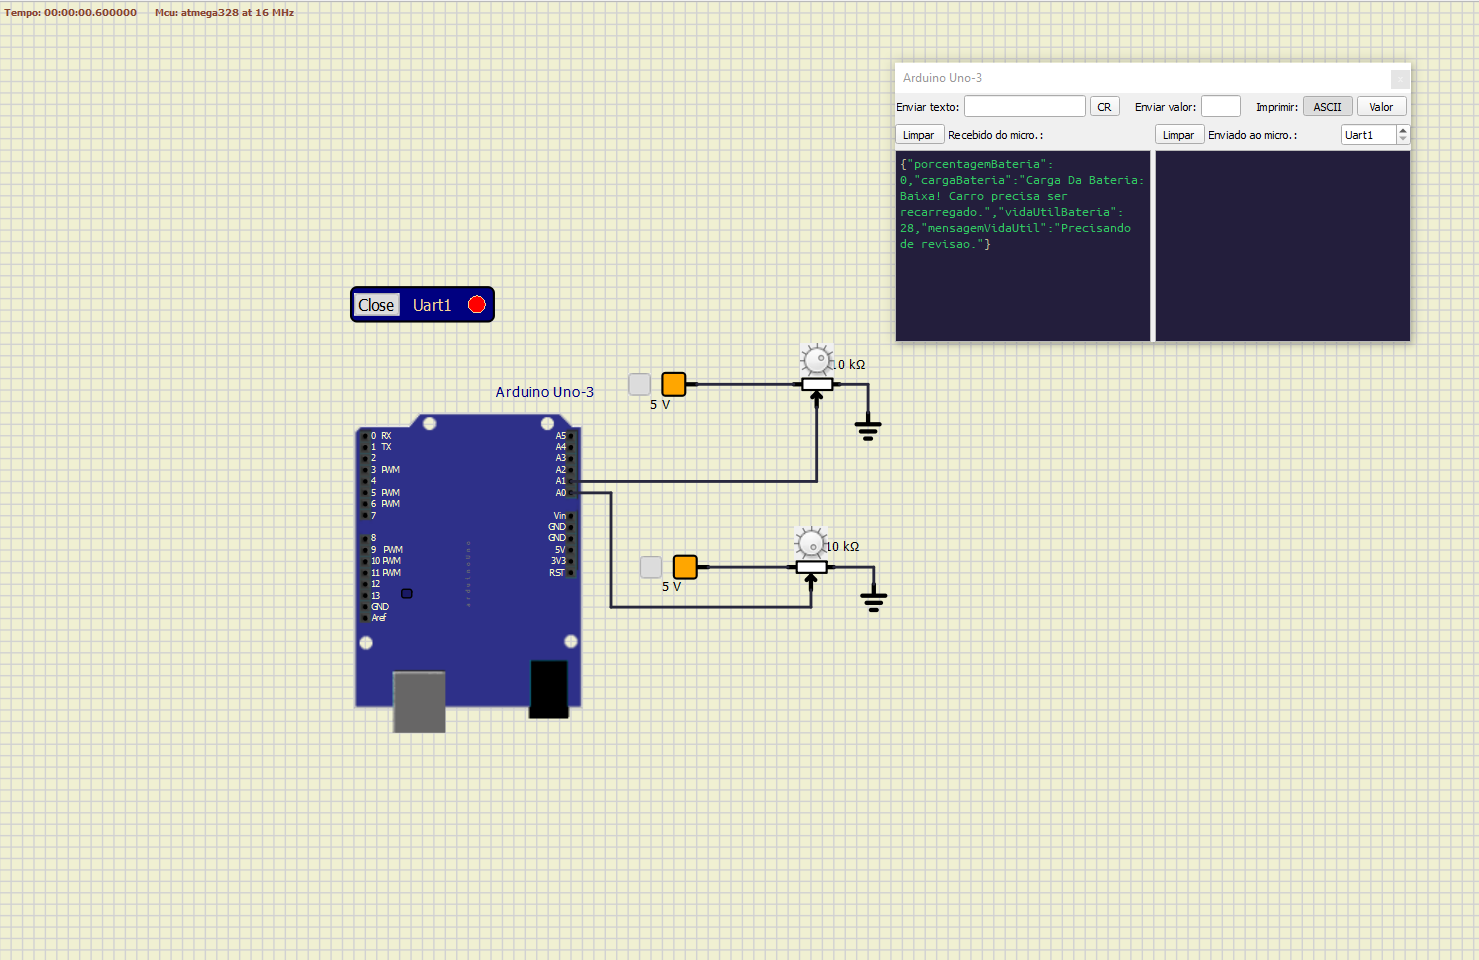 Tempo: 00:00:00.600000 Mcu: atmega328 at 16 MHz
Arduino Uno-3
Enviar texto: CR Enviar valor: Imprimir: ASCII Valor
Limpar Recebido do micro.: Limpar Enviado ao micro.: Uart1
{"porcentagemBateria":
0,"cargaBateria":"Carga Da Bateria:
Baixa! Carro precisa ser
recarregado.","vidaUtilBateria":
28,"mensagemVidaUtil":"Precisando
de revisao."}
Close Uart1
10 kΩ
5 V
Arduino Uno-3
0 RX
1 TX
2
3 PWM
4
5 PWM
6 PWM
7
8
9 PWM
10 PWM
11 PWM
12
13
GND
Aref
A5
A4
A3
A2
A1
A0
Vin
GND
GND
5V
3V3
RST
arduinoUno
10 kΩ
5 V